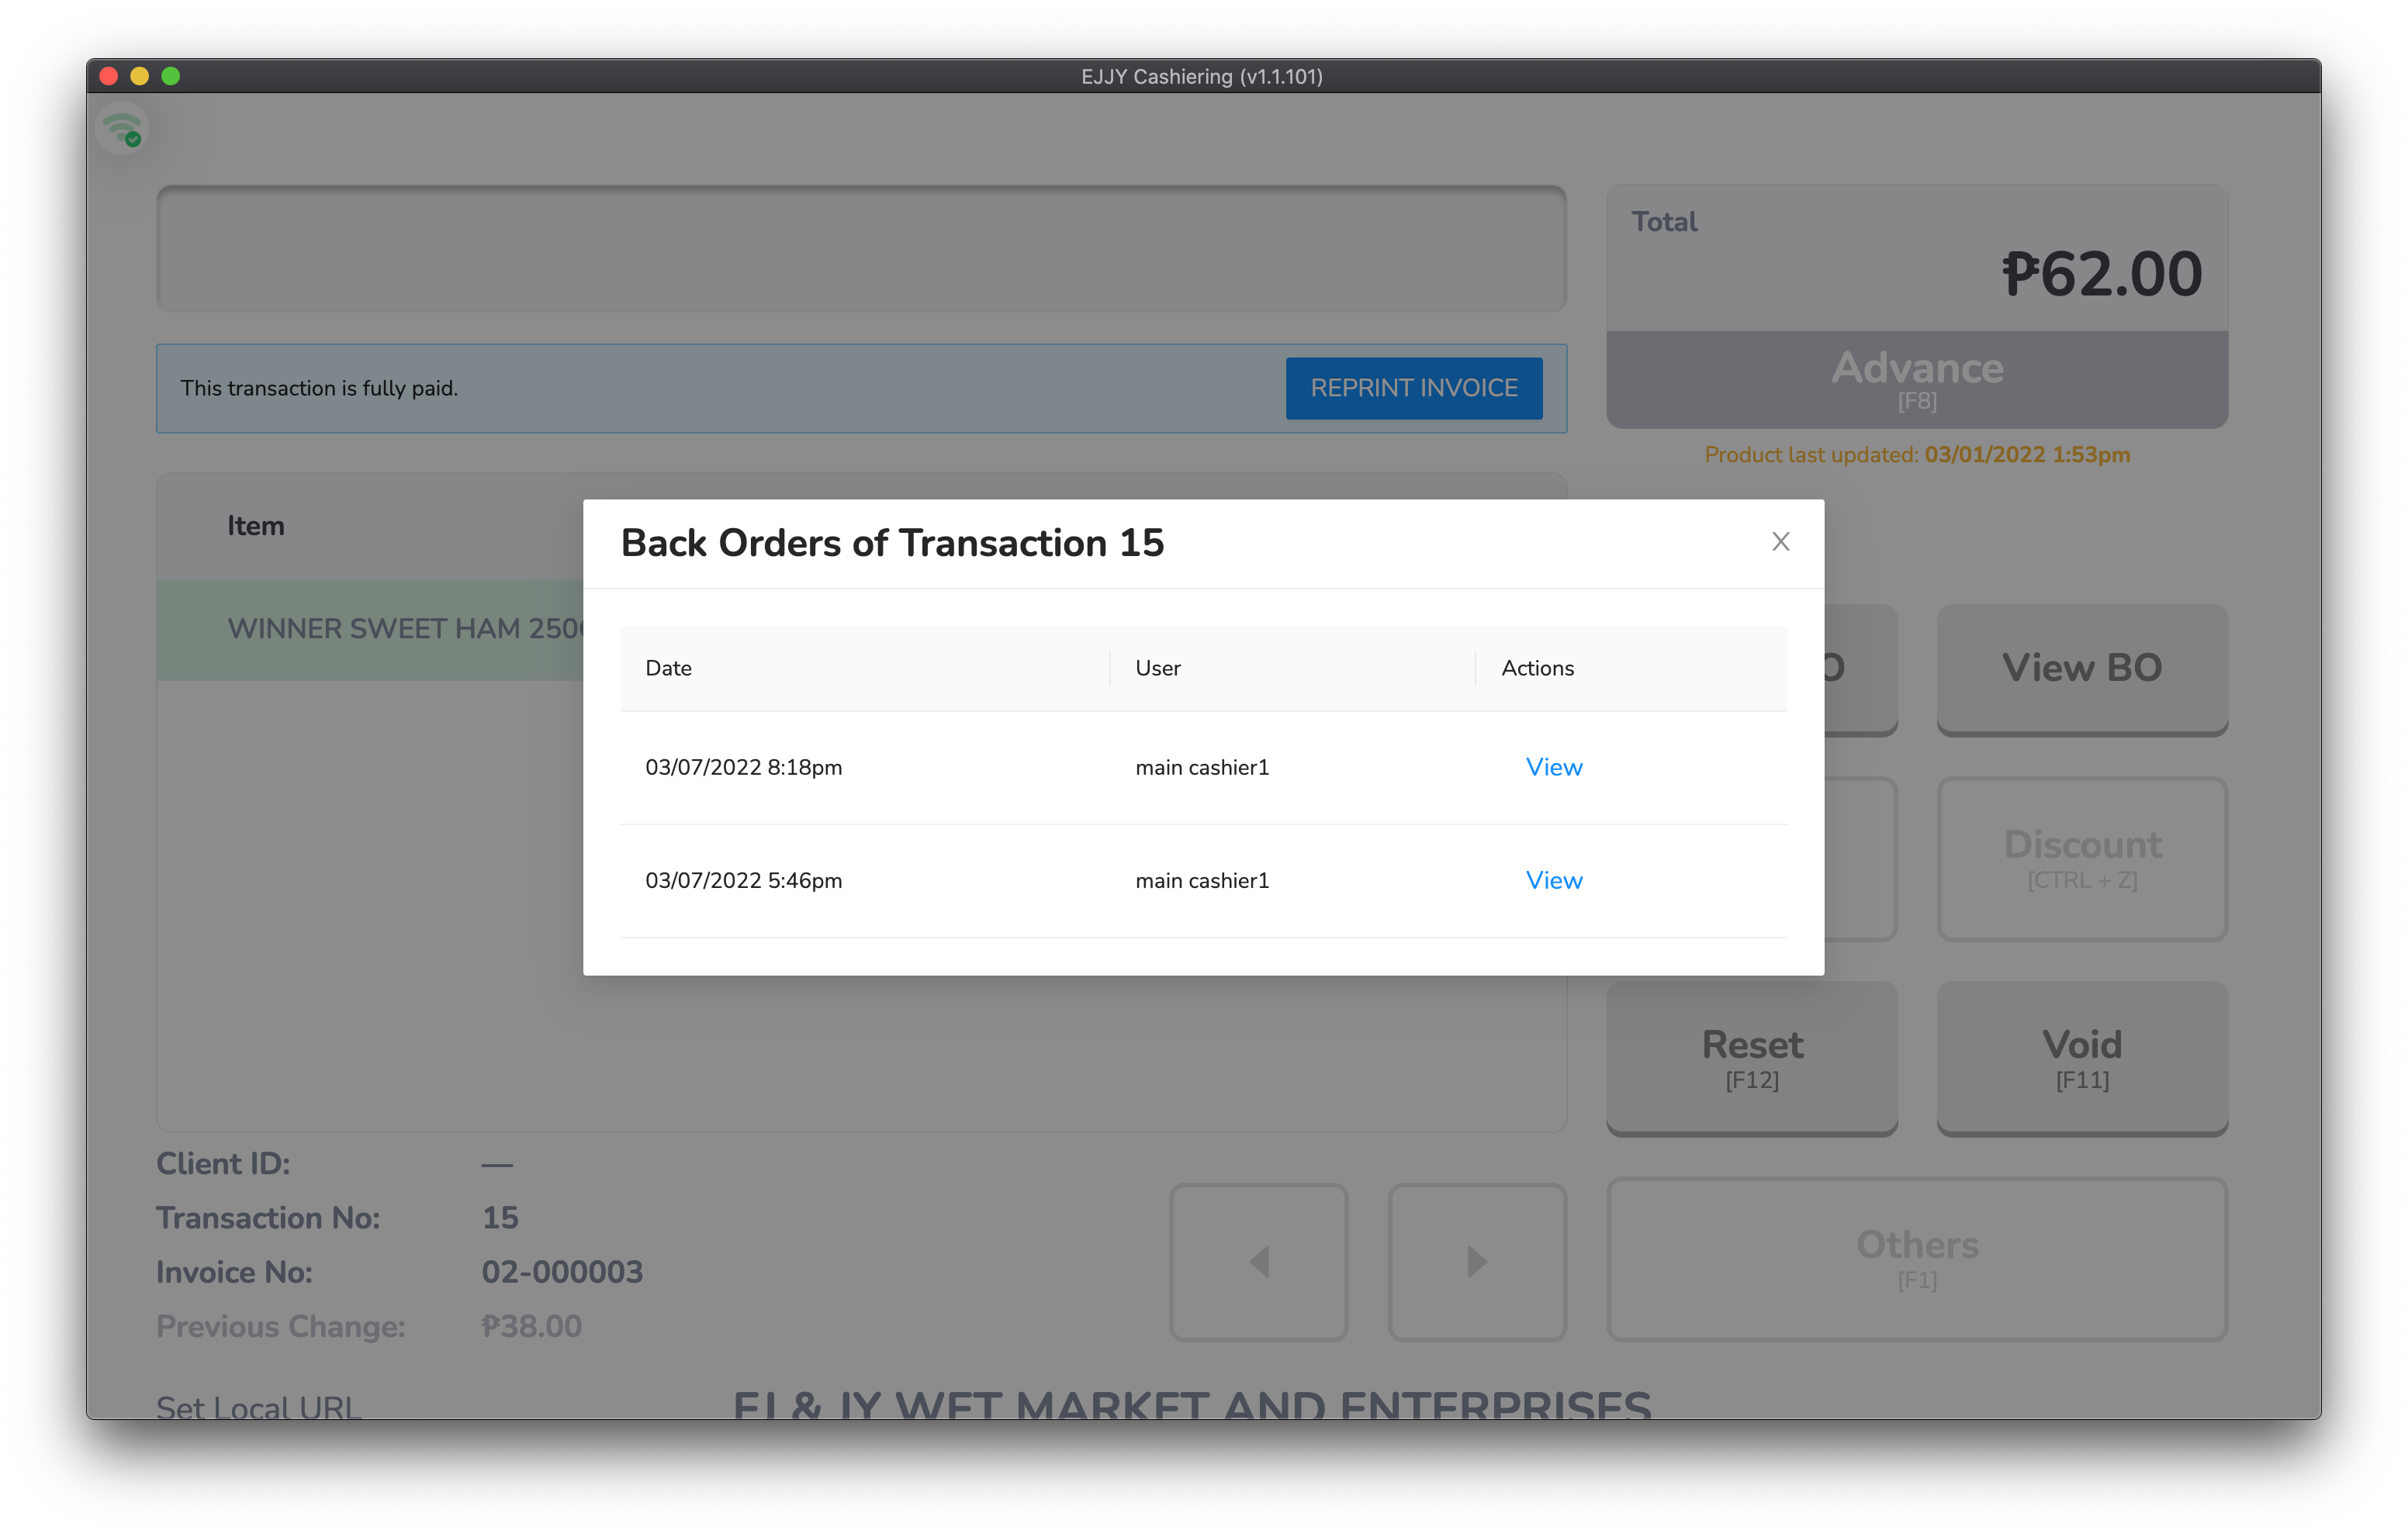 EJJY Cashiering (v1.1.101)
Total
₱62.00
This transaction is fully paid.
REPRINT INVOICE
Advance
[F8]
Product last updated: 03/01/2022 1:53pm
Item
Back Orders of Transaction 15
WINNER SWEET HAM
Date User Actions
View BO
03/07/2022 8:18pm main cashier1 View
03/07/2022 5:46pm main cashier1 View
Discount
[CTRL + Z]
Reset
[F12]
Void
[F11]
Client ID: —
Transaction No: 15
Invoice No: 02-000003
Previous Change: ₱38.00
Others
[F1]
Set Local URL
EJ & JY WET MARKET AND ENTERPRISES